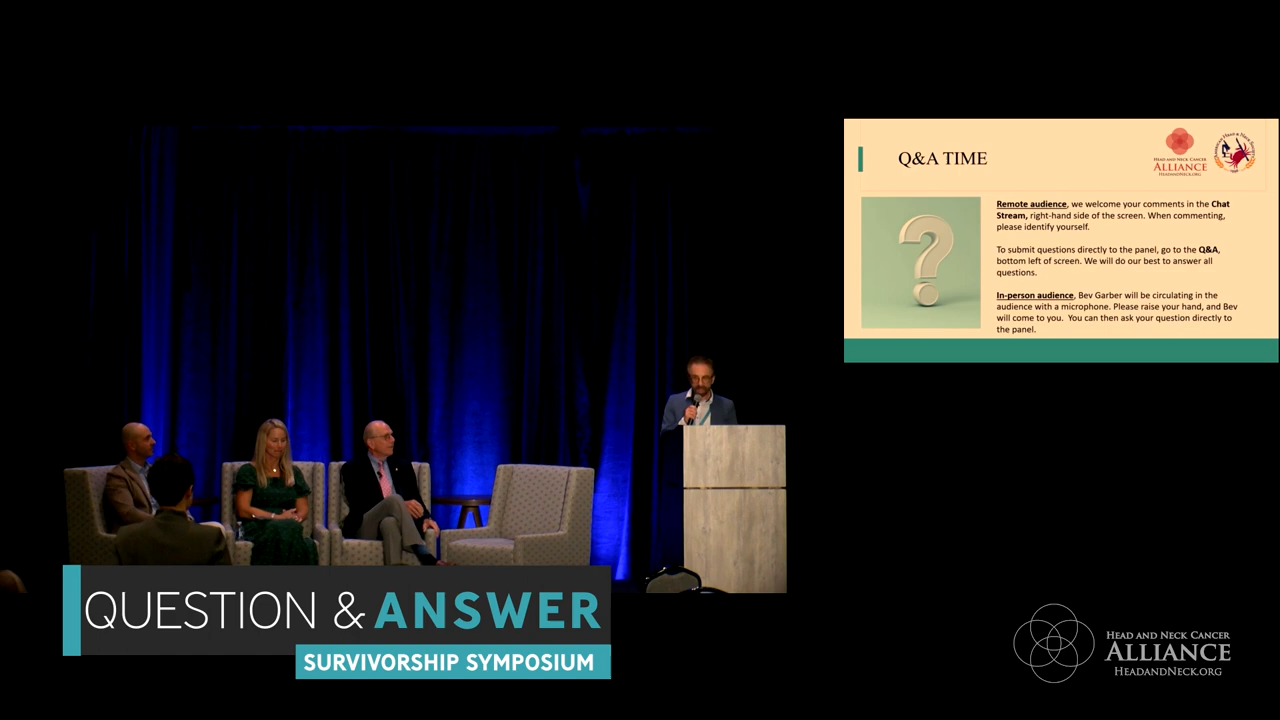 Q&A TIME
HEAD AND NECK CANCER
ALLIANCE
HEADANDNECK.ORG
Remote audience, we welcome your comments in the Chat
Stream, right-hand side of the screen. When commenting,
please identify yourself.
To submit questions directly to the panel, go to the Q&A,
bottom left of screen. We will do our best to answer all
questions.
In-person audience, Bev Garber will be circulating in the
audience with a microphone. Please raise your hand, and Bev
will come to you. You can then ask your question directly to
the panel.
QUESTION & ANSWER
SURVIVORSHIP SYMPOSIUM
HEAD AND NECK CANCER
ALLIANCE
HEADANDNECK.ORG